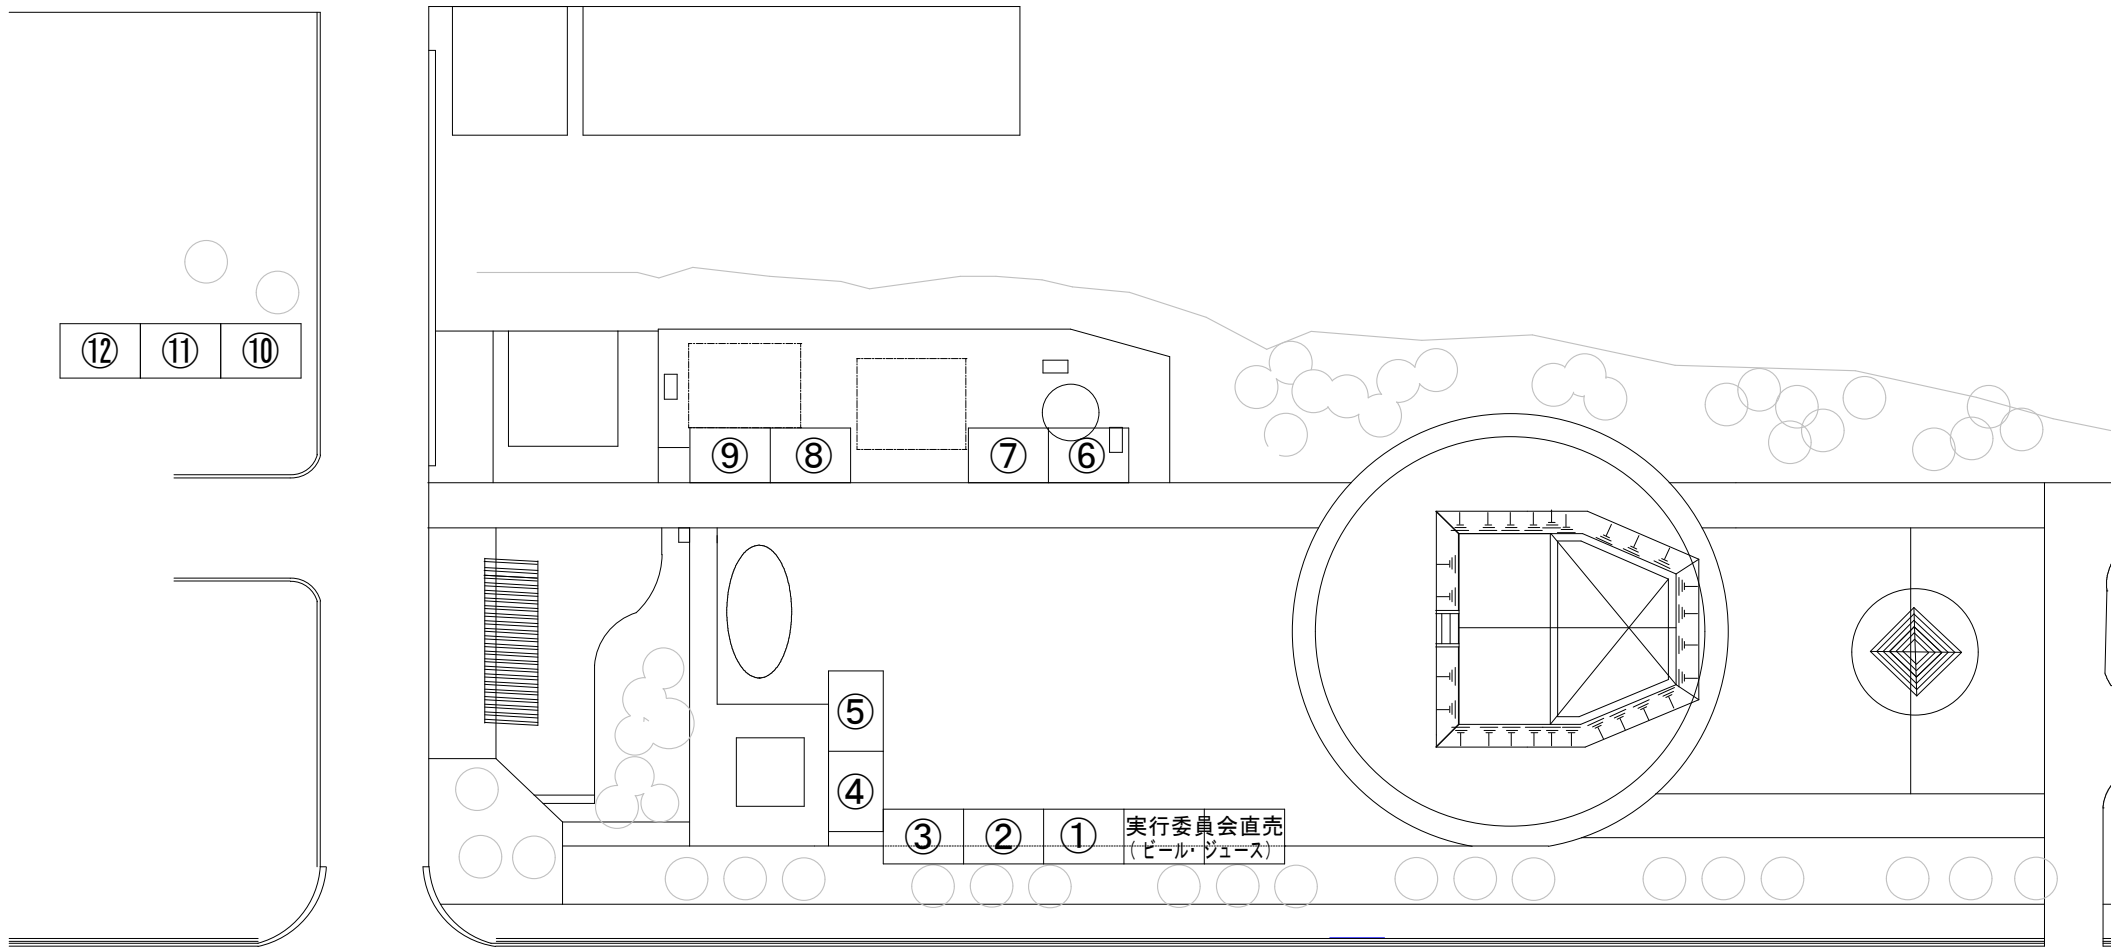 ⑫ ⑪ ⑩
⑨ ⑧ ⑦ ⑥
⑤
④
③ ② ① 実行委員会直売
(ビール・ジュース)